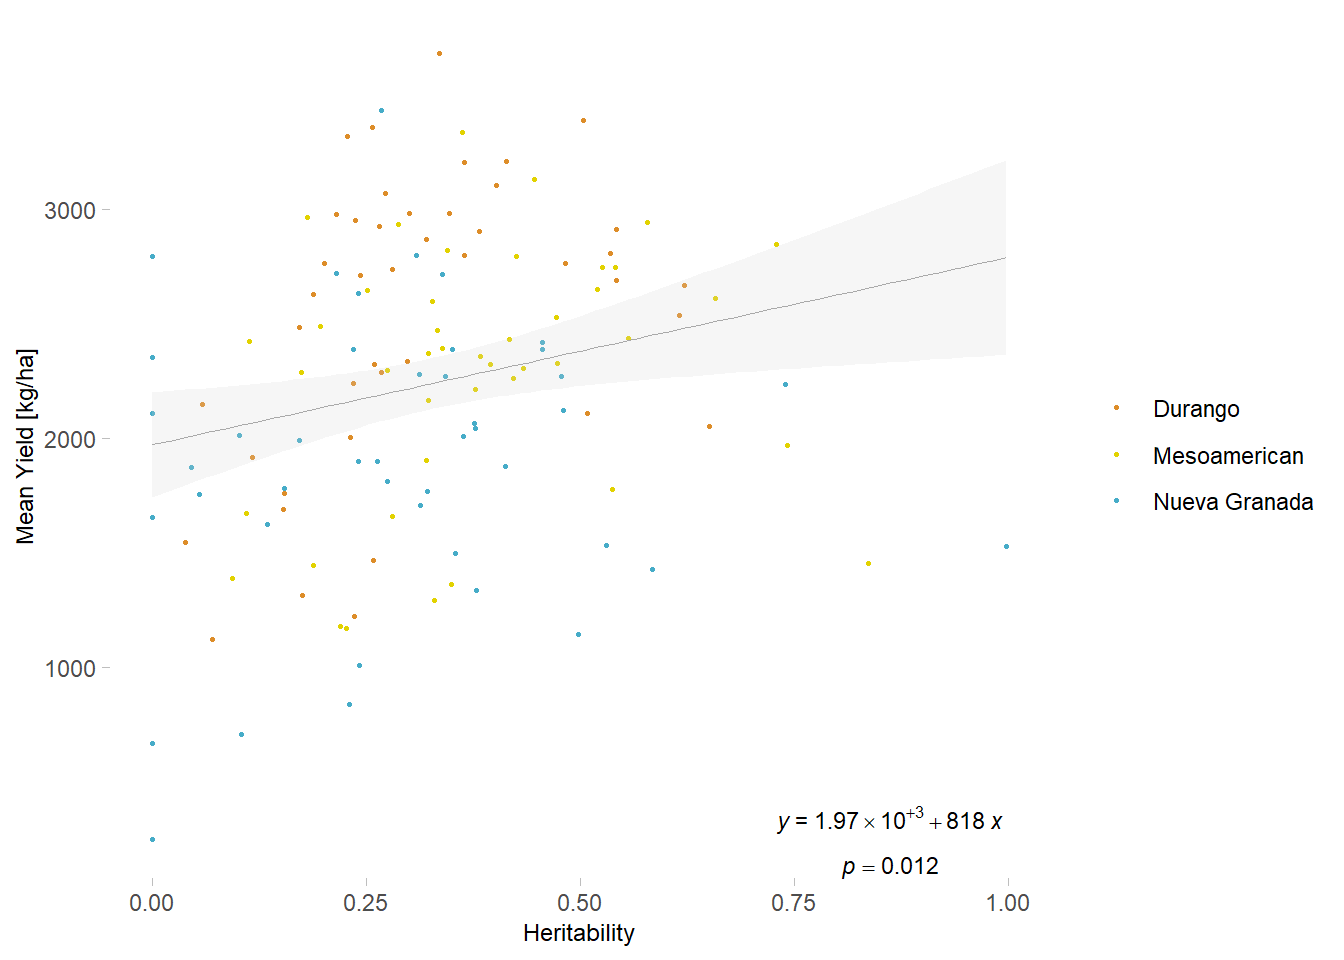 3000
2000
1000
Mean Yield [kg/ha]
0.00 0.25 0.50 0.75 1.00
Heritability
y = 1.97 × 10⁺³ + 818 x
p = 0.012
Durango
Mesoamerican
Nueva Granada